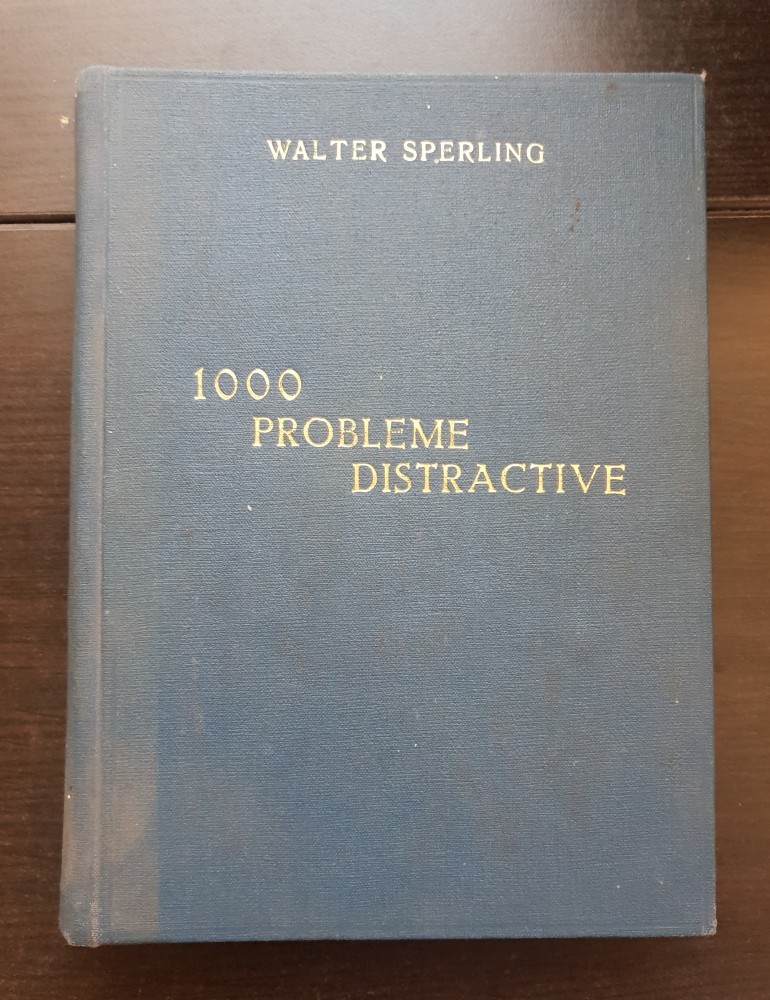 WALTER SPERLING
1000
PROBLEME
DISTRACTIVE